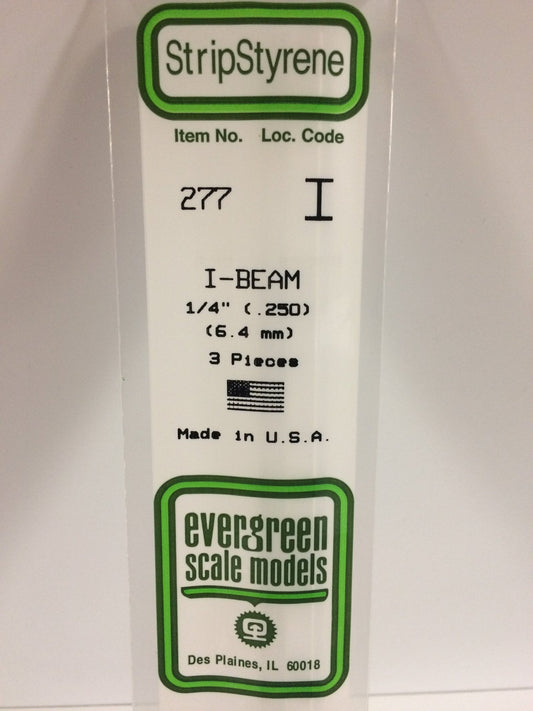 StripStyrene
Item No. Loc. Code
277 I
I-BEAM
1/4" (.250)
(6.4 mm)
3 Pieces
Made in U.S.A.
evergreen
scale models
Des Plaines, IL 60018